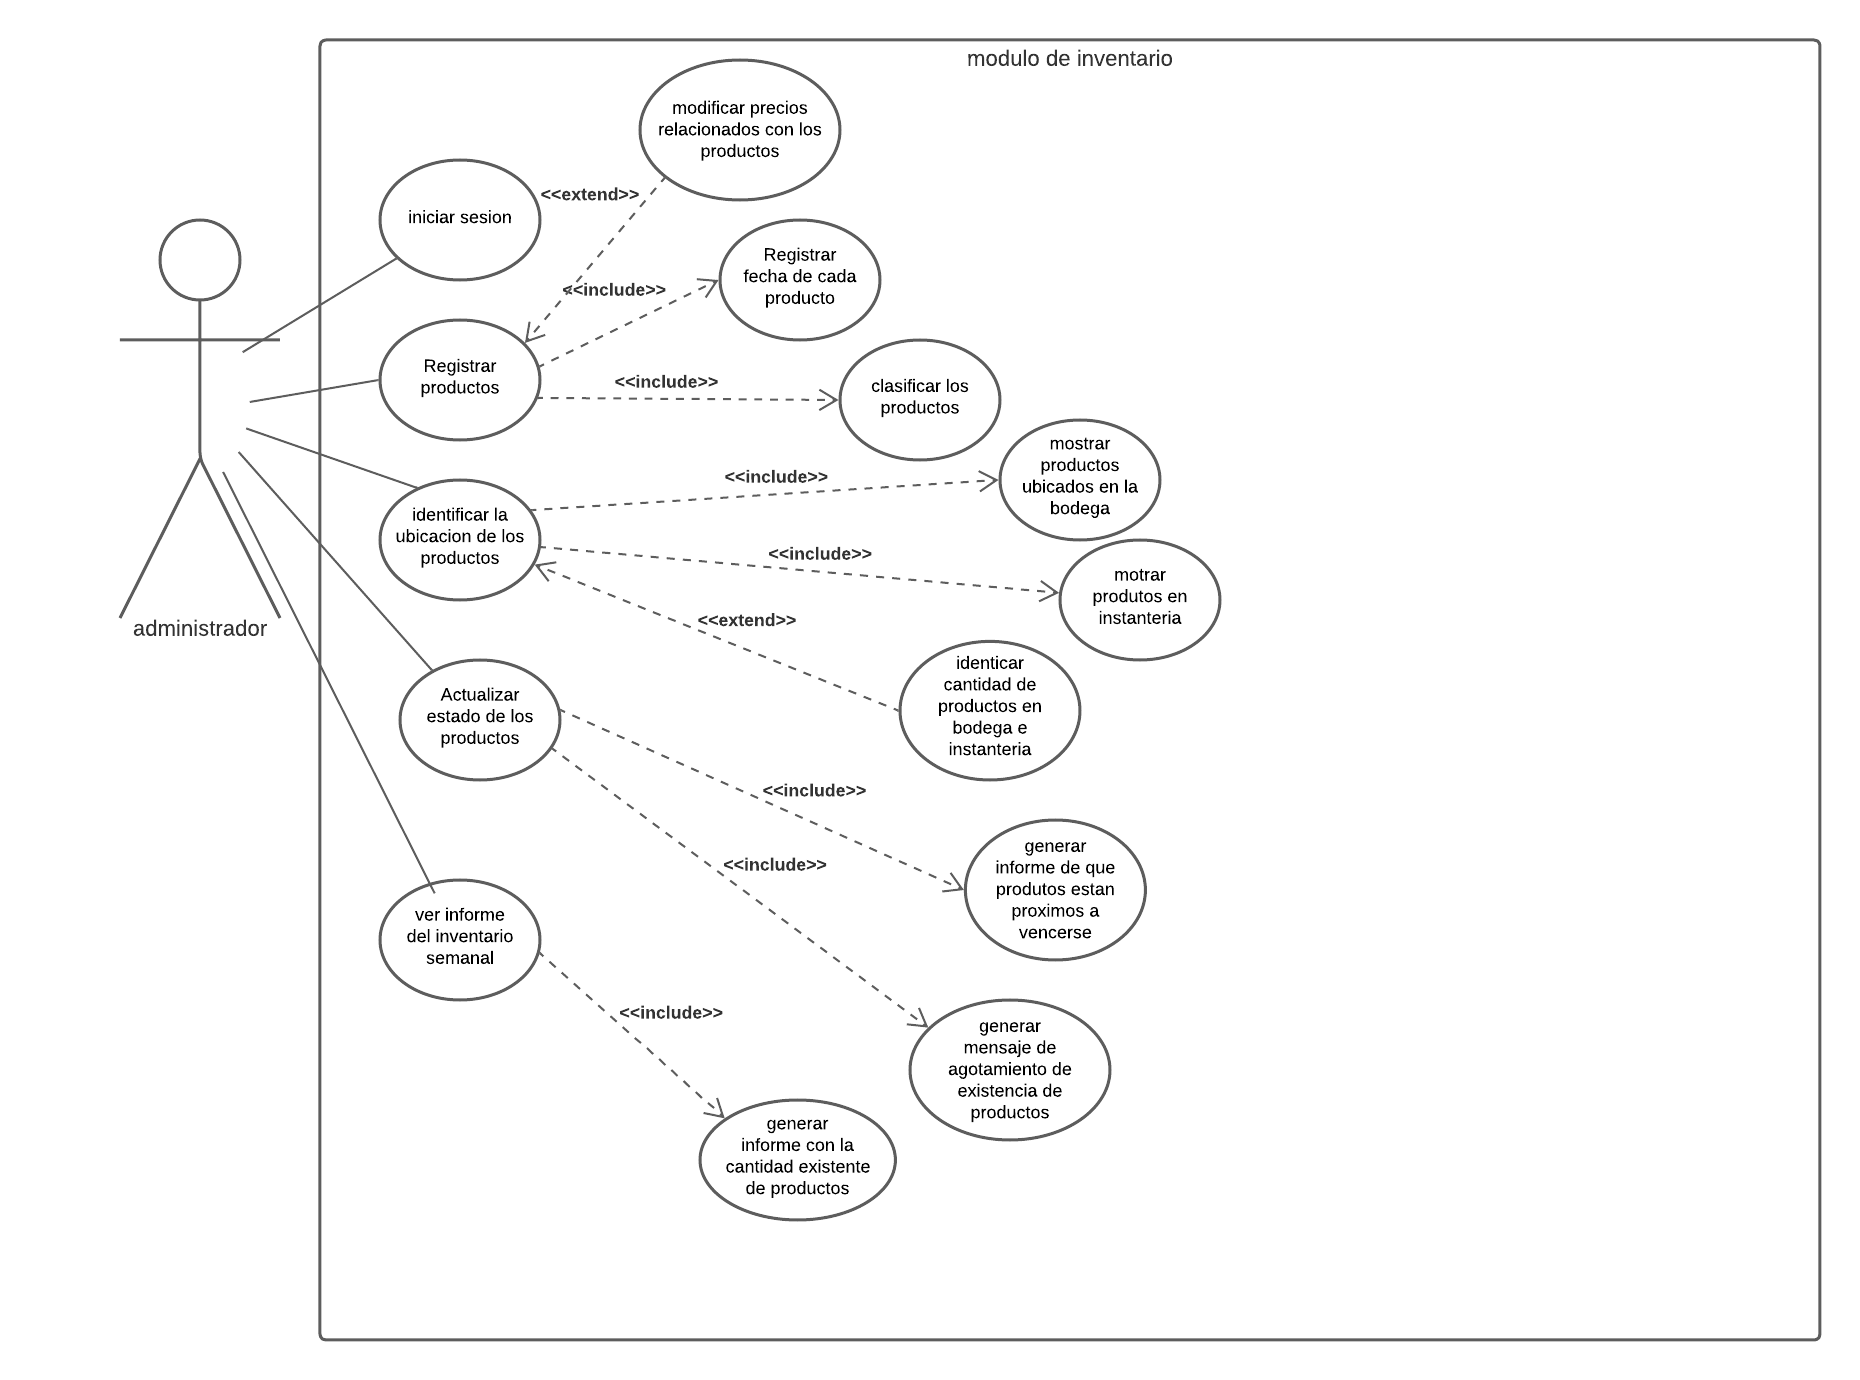 modulo de inventario
modificar precios
relacionados con los
productos
iniciar sesion
<<extend>>
Registrar
fecha de cada
producto
<<include>>
Registrar
productos
<<include>>
clasificar los
productos
mostrar
productos
ubicados en la
bodega
<<include>>
identificar la
ubicacion de los
productos
<<include>>
motrar
produtos en
instanteria
<<extend>>
administrador
identicar
cantidad de
productos en
bodega e
instanteria
Actualizar
estado de los
productos
<<include>>
<<include>>
generar
informe de que
produtos estan
proximos a
vencerse
ver informe
del inventario
semanal
<<include>>
generar
mensaje de
agotamiento de
existencia de
productos
generar
informe con la
cantidad existente
de productos